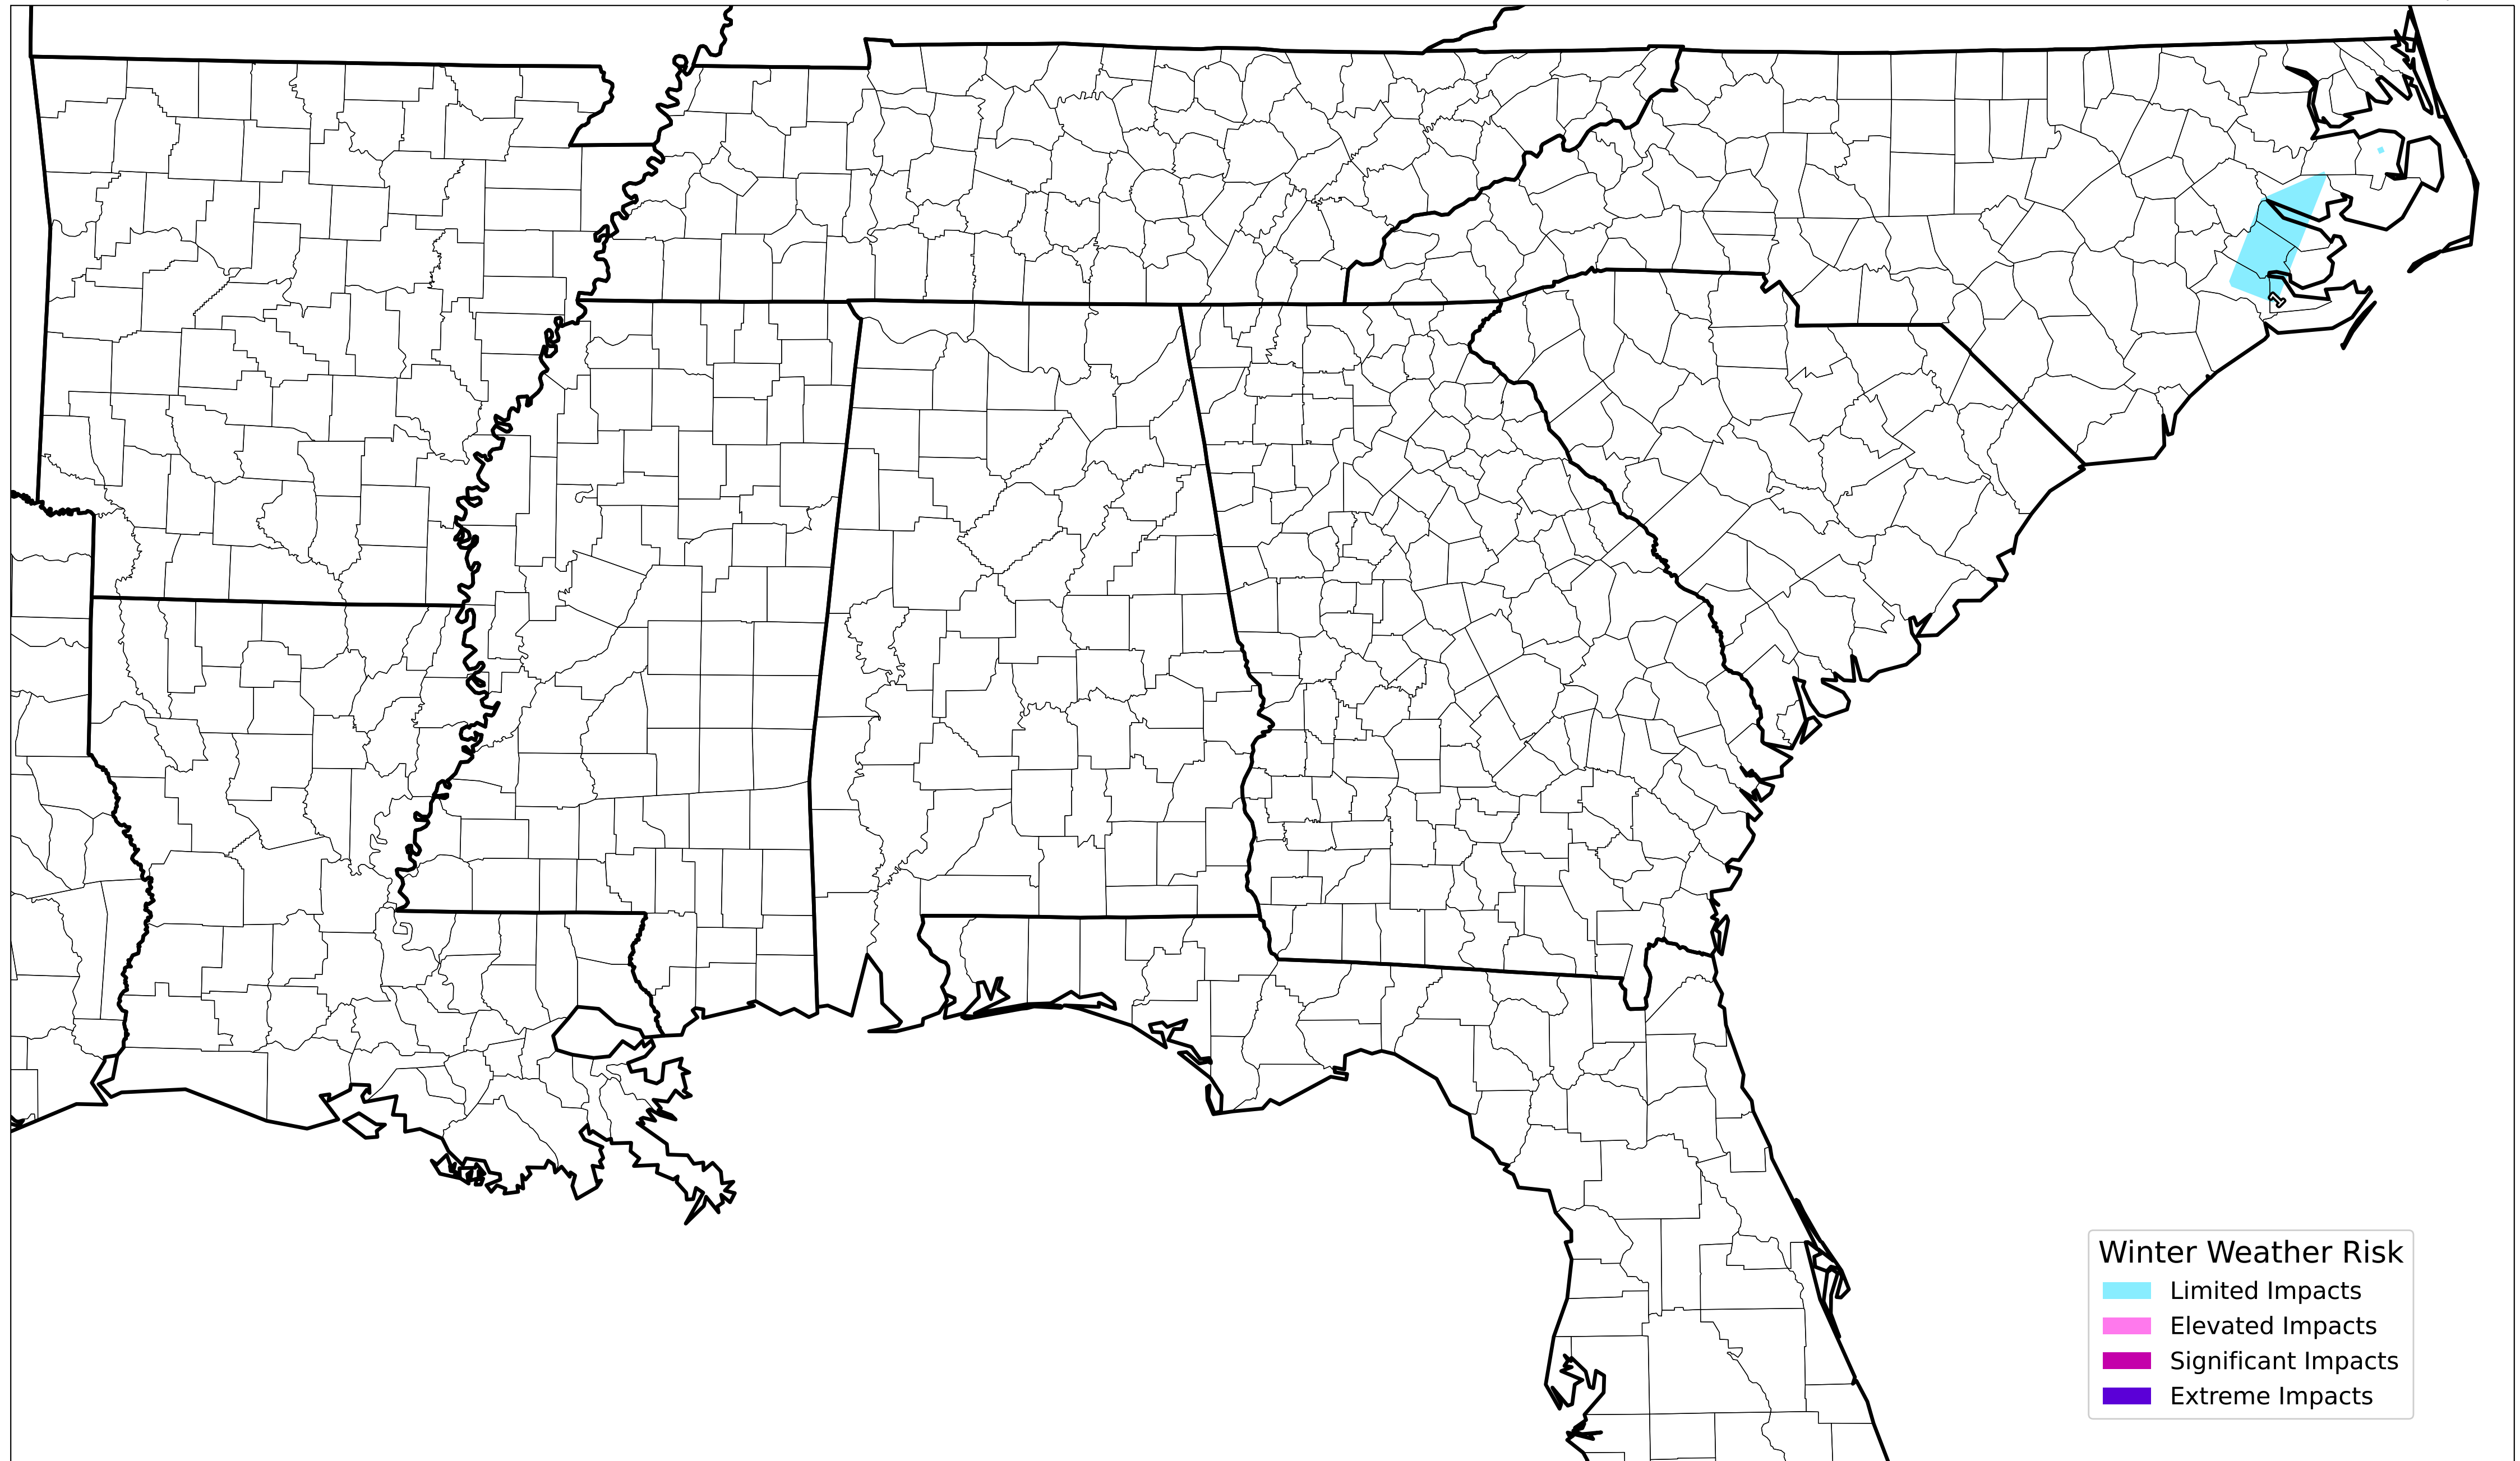 Winter Weather Risk
Limited Impacts
Elevated Impacts
Significant Impacts
Extreme Impacts